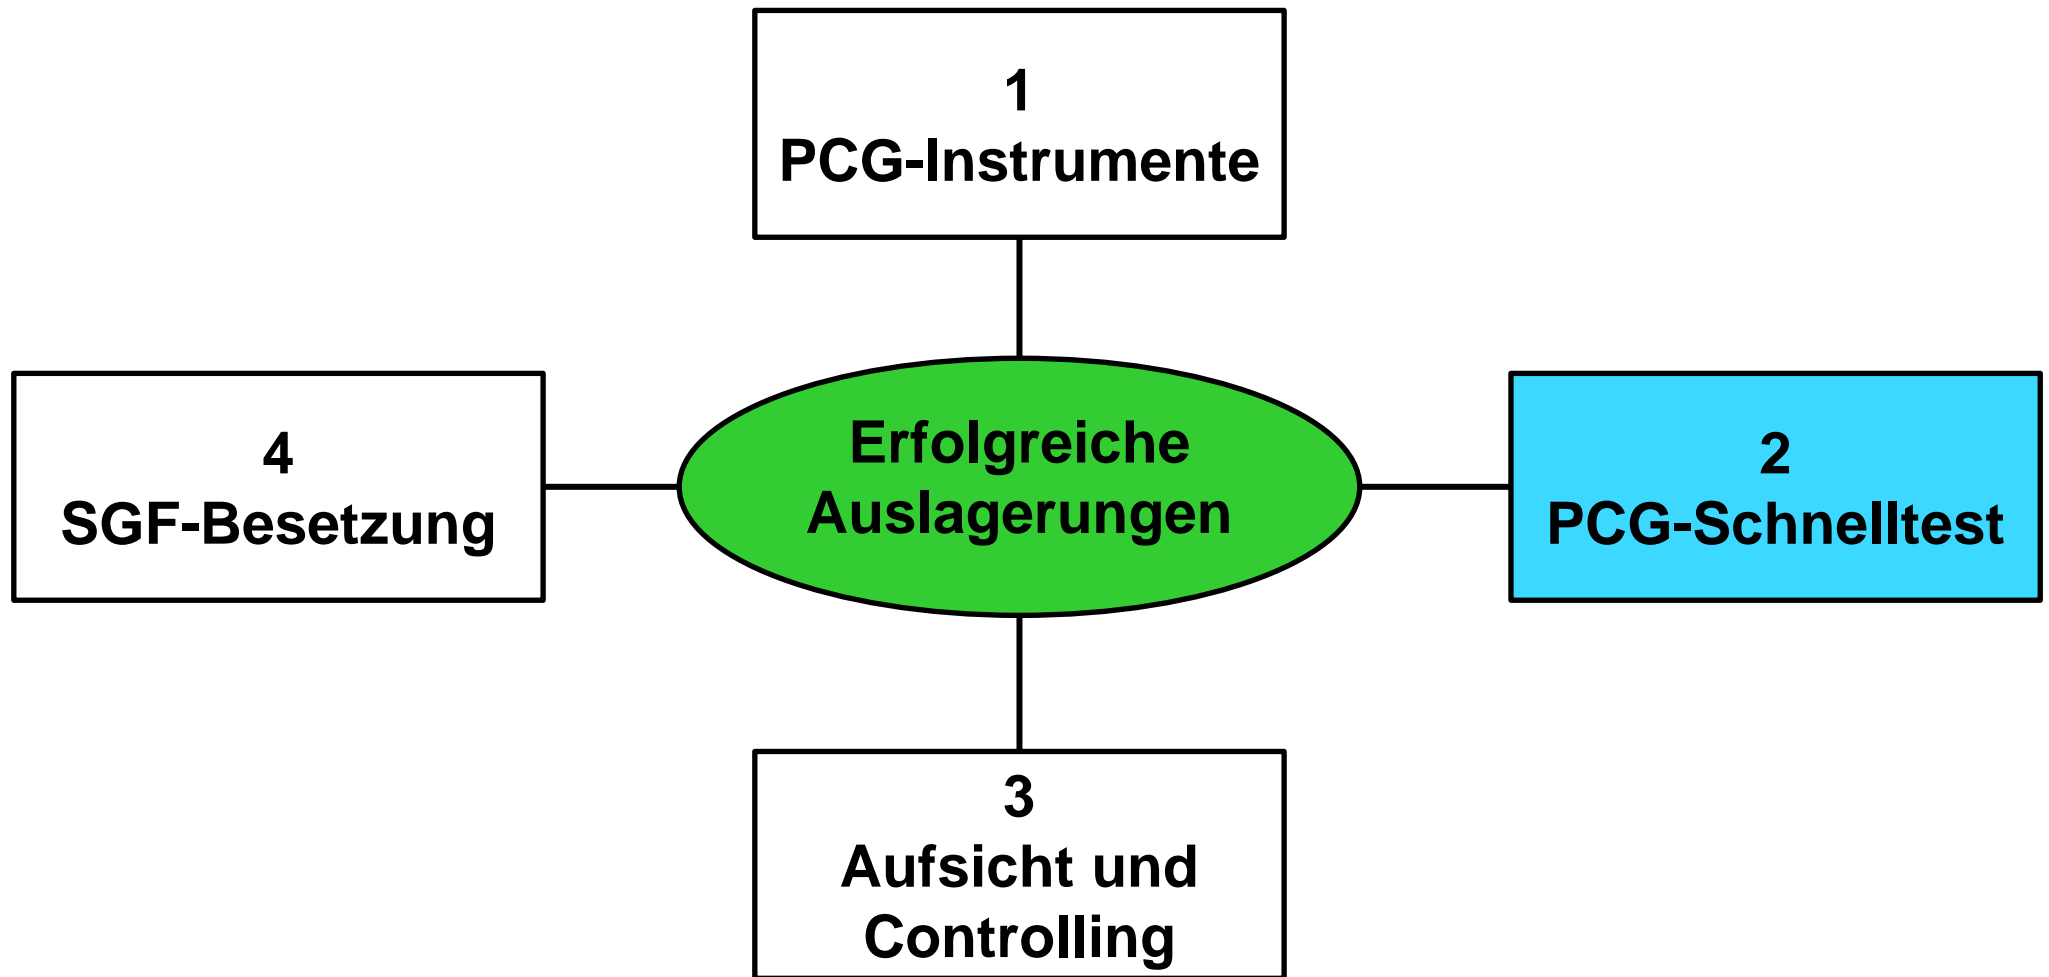 1
PCG-Instrumente
4
SGF-Besetzung
Erfolgreiche
Auslagerungen
2
PCG-Schnelltest
3
Aufsicht und
Controlling